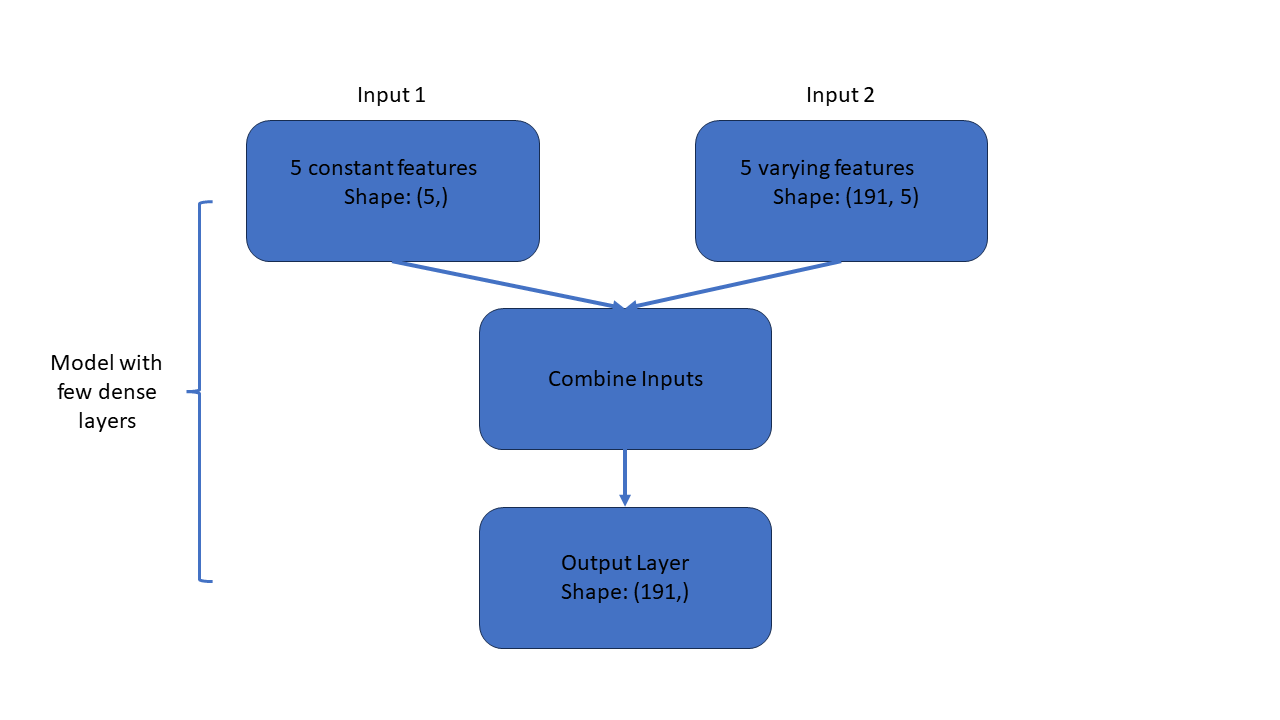 Input 1
Input 2
5 constant features
Shape: (5,)
5 varying features
Shape: (191, 5)
Combine Inputs
Model with
few dense
layers
Output Layer
Shape: (191,)